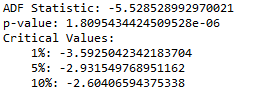 ADF Statistic: -5.528528992970021
p-value: 1.8095434424509528e-06
Critical Values:
1%: -3.5925042342183704
5%: -2.931549768951162
10%: -2.60406594375338